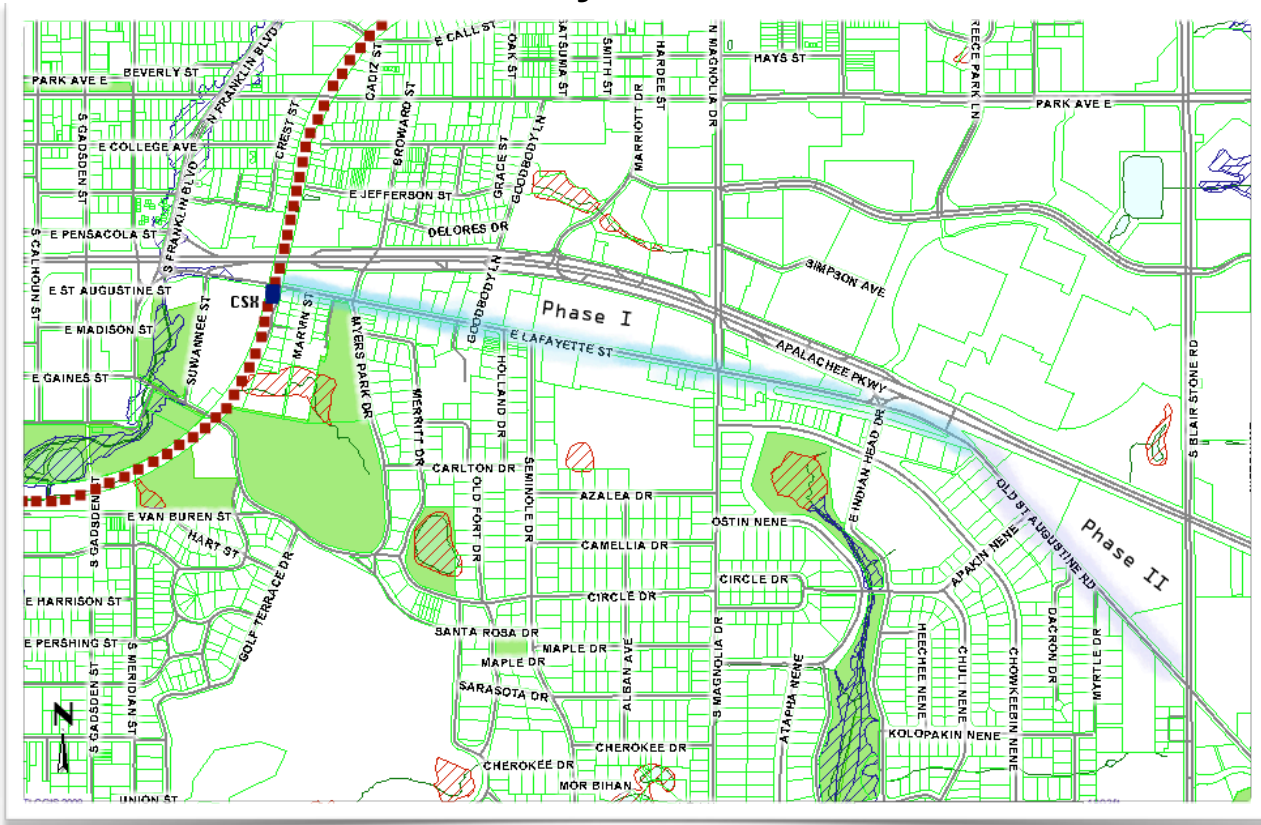 E CALL ST
N FRANKLIN BLVD
CADIZ ST
OAK ST
SATSUMA ST
SMITH ST
HARDEE ST
N MAGNOLIA DR
HAYS ST
REECE PARK LN
PARK AVE E
BEVERLY ST
PARK AVE E
S GADSDEN ST
E COLLEGE AVE
CREST ST
BROWARD ST
GRACE ST
GOODBODY LN
MARRIOTT DR
E JEFFERSON ST
S FRANKLIN BLVD
E PENSACOLA ST
DELORES DR
S CALHOUN ST
SIMPSON AVE
E ST AUGUSTINE ST
CSX
SUWANNEE ST
MARVIN ST
GOODBODY LN
Phase I
E MADISON ST
E LAFAYETTE ST
APALACHEE PKWY
MYERS PARK DR
E GAINES ST
HOLLAND DR
MERRITT DR
S BLAIR STONE RD
E INDIAN HEAD DR
CARLTON DR
OLD FORT DR
SEMINOLE DR
AZALEA DR
OLD ST AUGUSTINE RD
Phase II
S GADSDEN ST
E VAN BUREN ST
HART ST
OSTIN NENE
CAMELLIA DR
APAKIN NENE
GOLF TERRACE DR
CIRCLE DR
CIRCLE DR
E HARRISON ST
SANTA ROSA DR
E PERSHING ST
MAPLE DR
MAPLE DR
ALBAN AVE
S MAGNOLIA DR
HEECHEE NENE
CHULI NENE
CHOWKEEBIN NENE
DACRON DR
MYRTLE DR
S GADSDEN ST
S MERIDIAN ST
SARASOTA DR
ATAPHA NENE
N
CHEROKEE DR
KOLOPAKIN NENE
CHEROKEE DR
MOR BIHAN
UNION ST